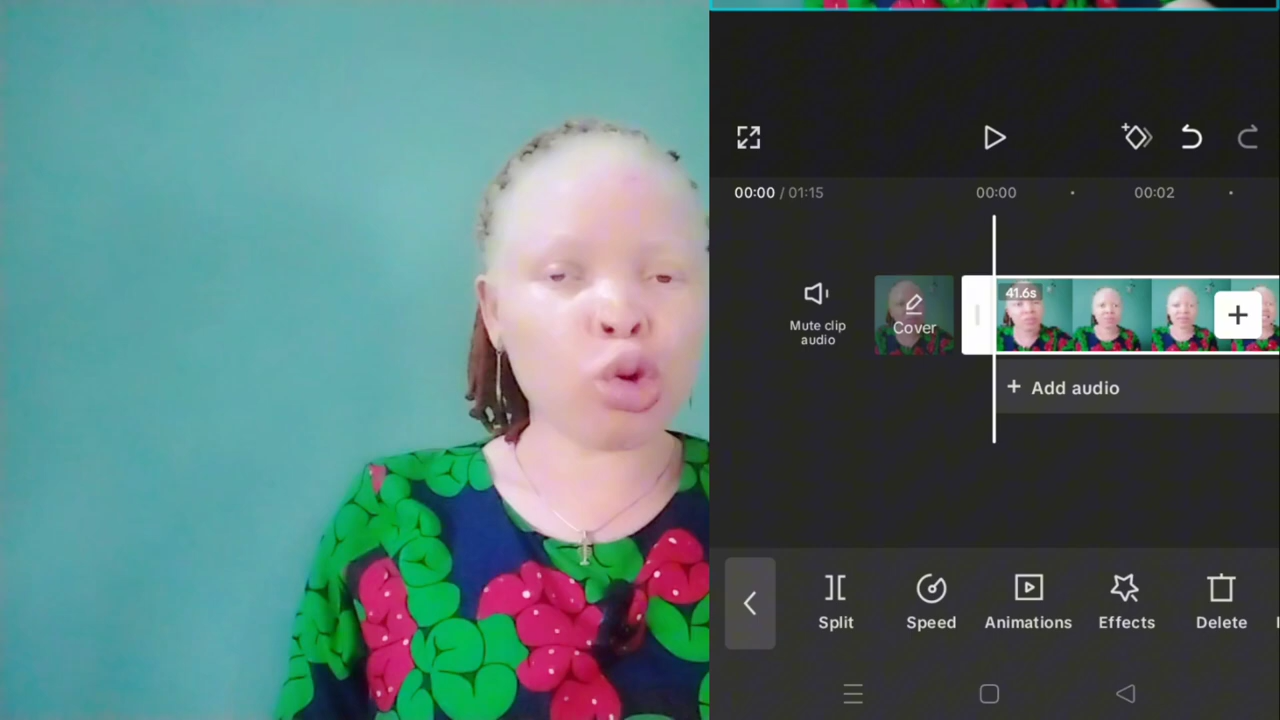 00:00 / 01:15
00:00
00:02
41.6s
Mute clip
audio
Cover
Add audio
Split
Speed
Animations
Effects
Delete